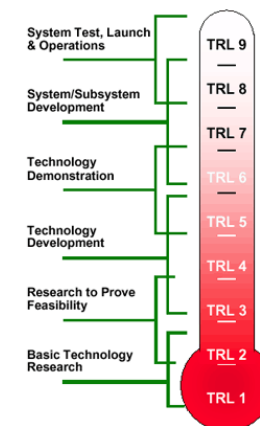 System Test, Launch
& Operations
System/Subsystem
Development
Technology
Demonstration
Technology
Development
Research to Prove
Feasibility
Basic Technology
Research
TRL 9
TRL 8
TRL 7
TRL 6
TRL 5
TRL 4
TRL 3
TRL 2
TRL 1